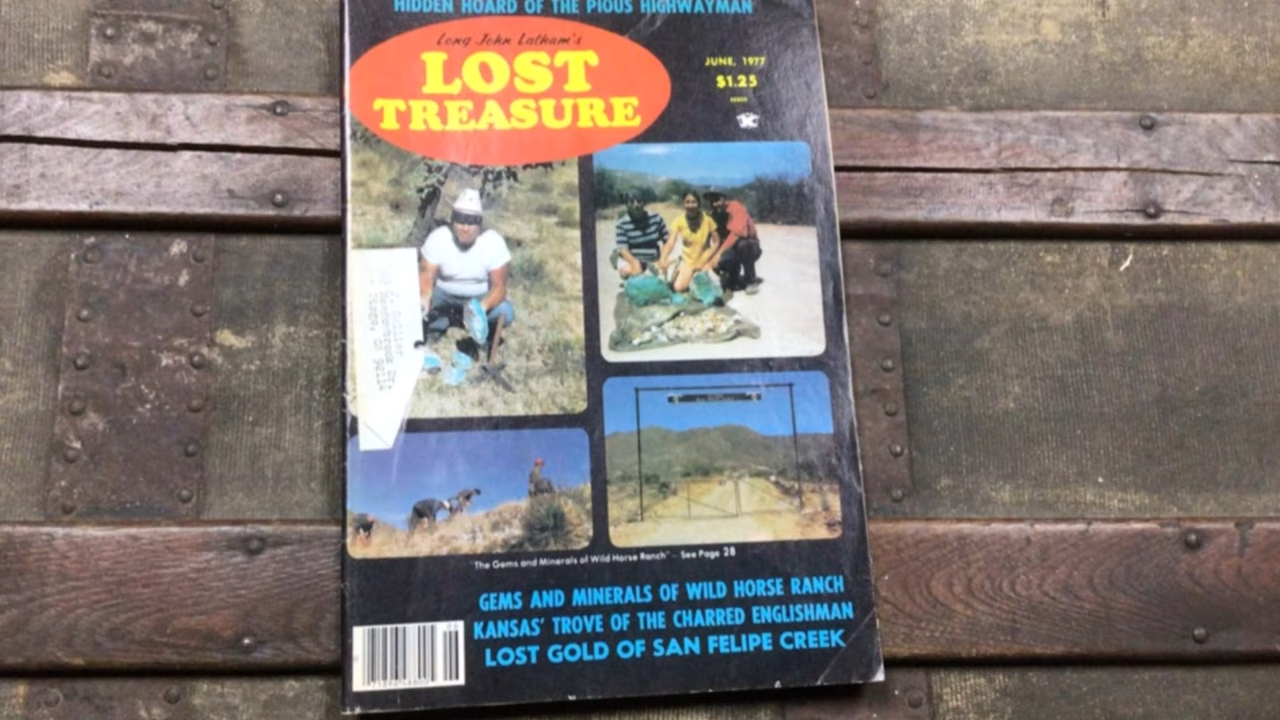 HIDDEN HOARD OF THE PIOUS HIGHWAYMAN
Long John Latham's
LOST
TREASURE
JUNE, 1977
$1.25
"The Gems and Minerals of Wild Horse Ranch" - See Page 28
GEMS AND MINERALS OF WILD HORSE RANCH
KANSAS' TROVE OF THE CHARRED ENGLISHMAN
LOST GOLD OF SAN FELIPE CREEK